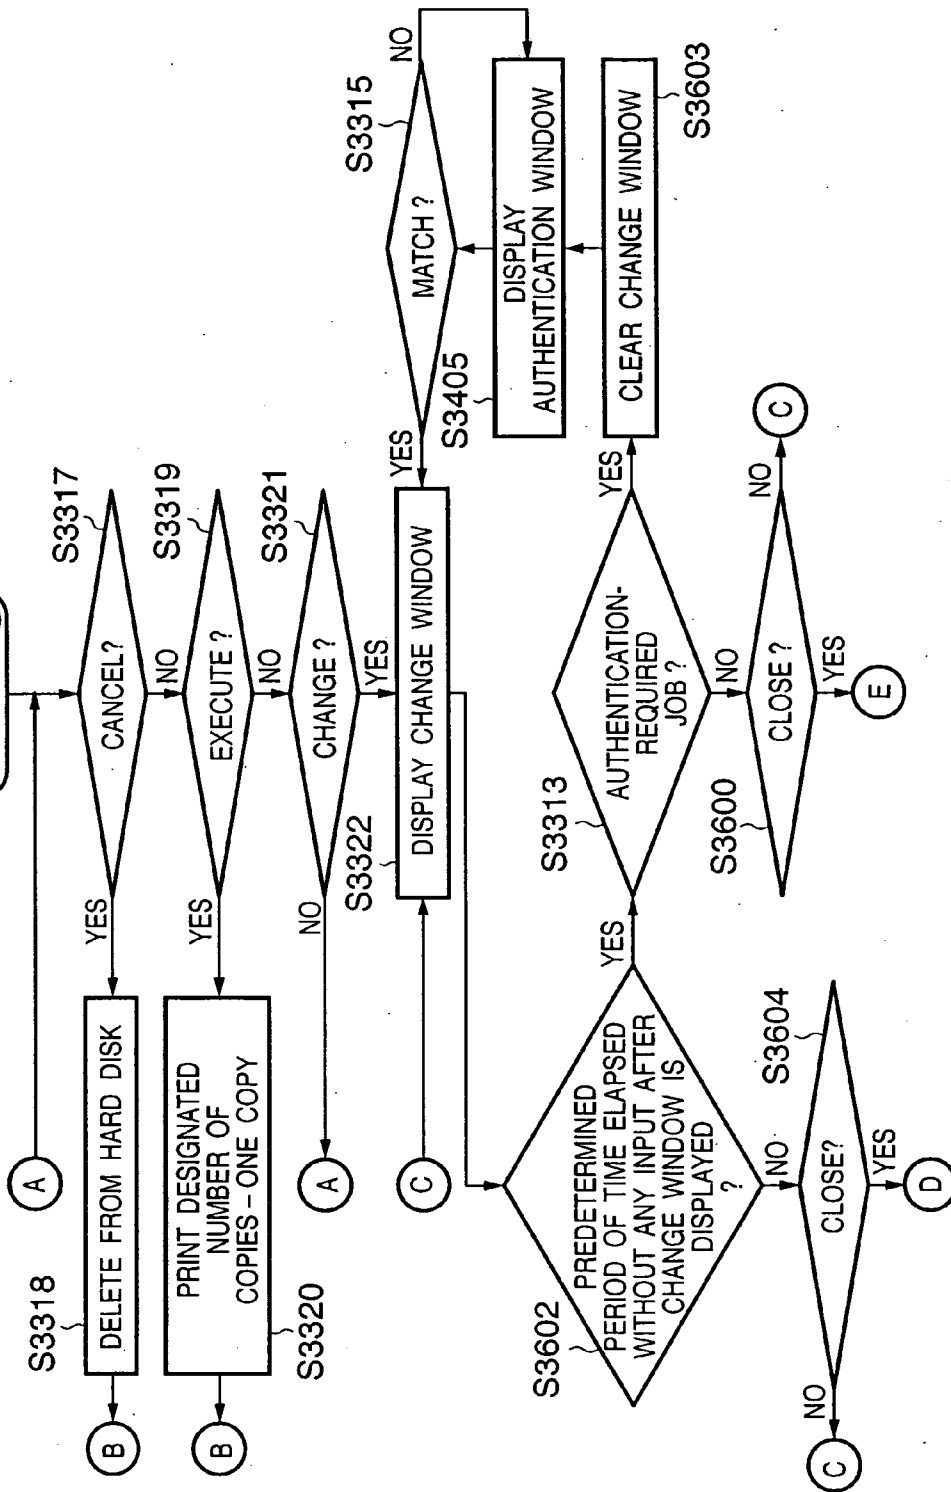 A
S3317
CANCEL?
YES
NO
S3318
DELETE FROM HARD DISK
B
S3319
EXECUTE ?
YES
NO
PRINT DESIGNATED
NUMBER OF
COPIES – ONE COPY
S3320
B
S3321
CHANGE ?
NO
YES
A
S3322
DISPLAY CHANGE WINDOW
C
YES
S3315
MATCH ?
NO
S3405
DISPLAY
AUTHENTICATION WINDOW
CLEAR CHANGE WINDOW
S3603
S3602
PREDETERMINED
PERIOD OF TIME ELAPSED
WITHOUT ANY INPUT AFTER
CHANGE WINDOW IS
DISPLAYED
?
YES
NO
S3313
AUTHENTICATION-
REQUIRED
JOB ?
YES
NO
S3600
CLOSE ?
NO
C
YES
E
S3604
CLOSE?
NO
C
YES
D